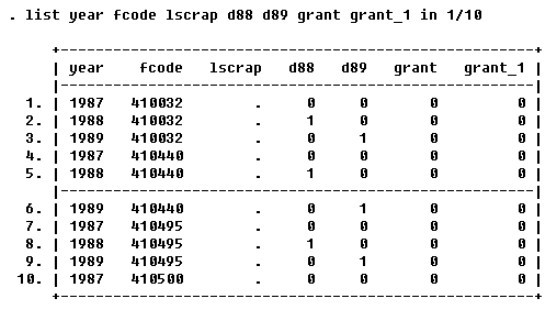 . list year fcode lscrap d88 d89 grant grant_1 in 1/10
year fcode lscrap d88 d89 grant grant_1
1. 1987 410032 . 0 0 0 0
2. 1988 410032 . 1 0 0 0
3. 1989 410032 . 0 1 0 0
4. 1987 410440 . 0 0 0 0
5. 1988 410440 . 1 0 0 0
6. 1989 410440 . 0 1 0 0
7. 1987 410495 . 0 0 0 0
8. 1988 410495 . 1 0 0 0
9. 1989 410495 . 0 1 0 0
10. 1987 410500 . 0 0 0 0